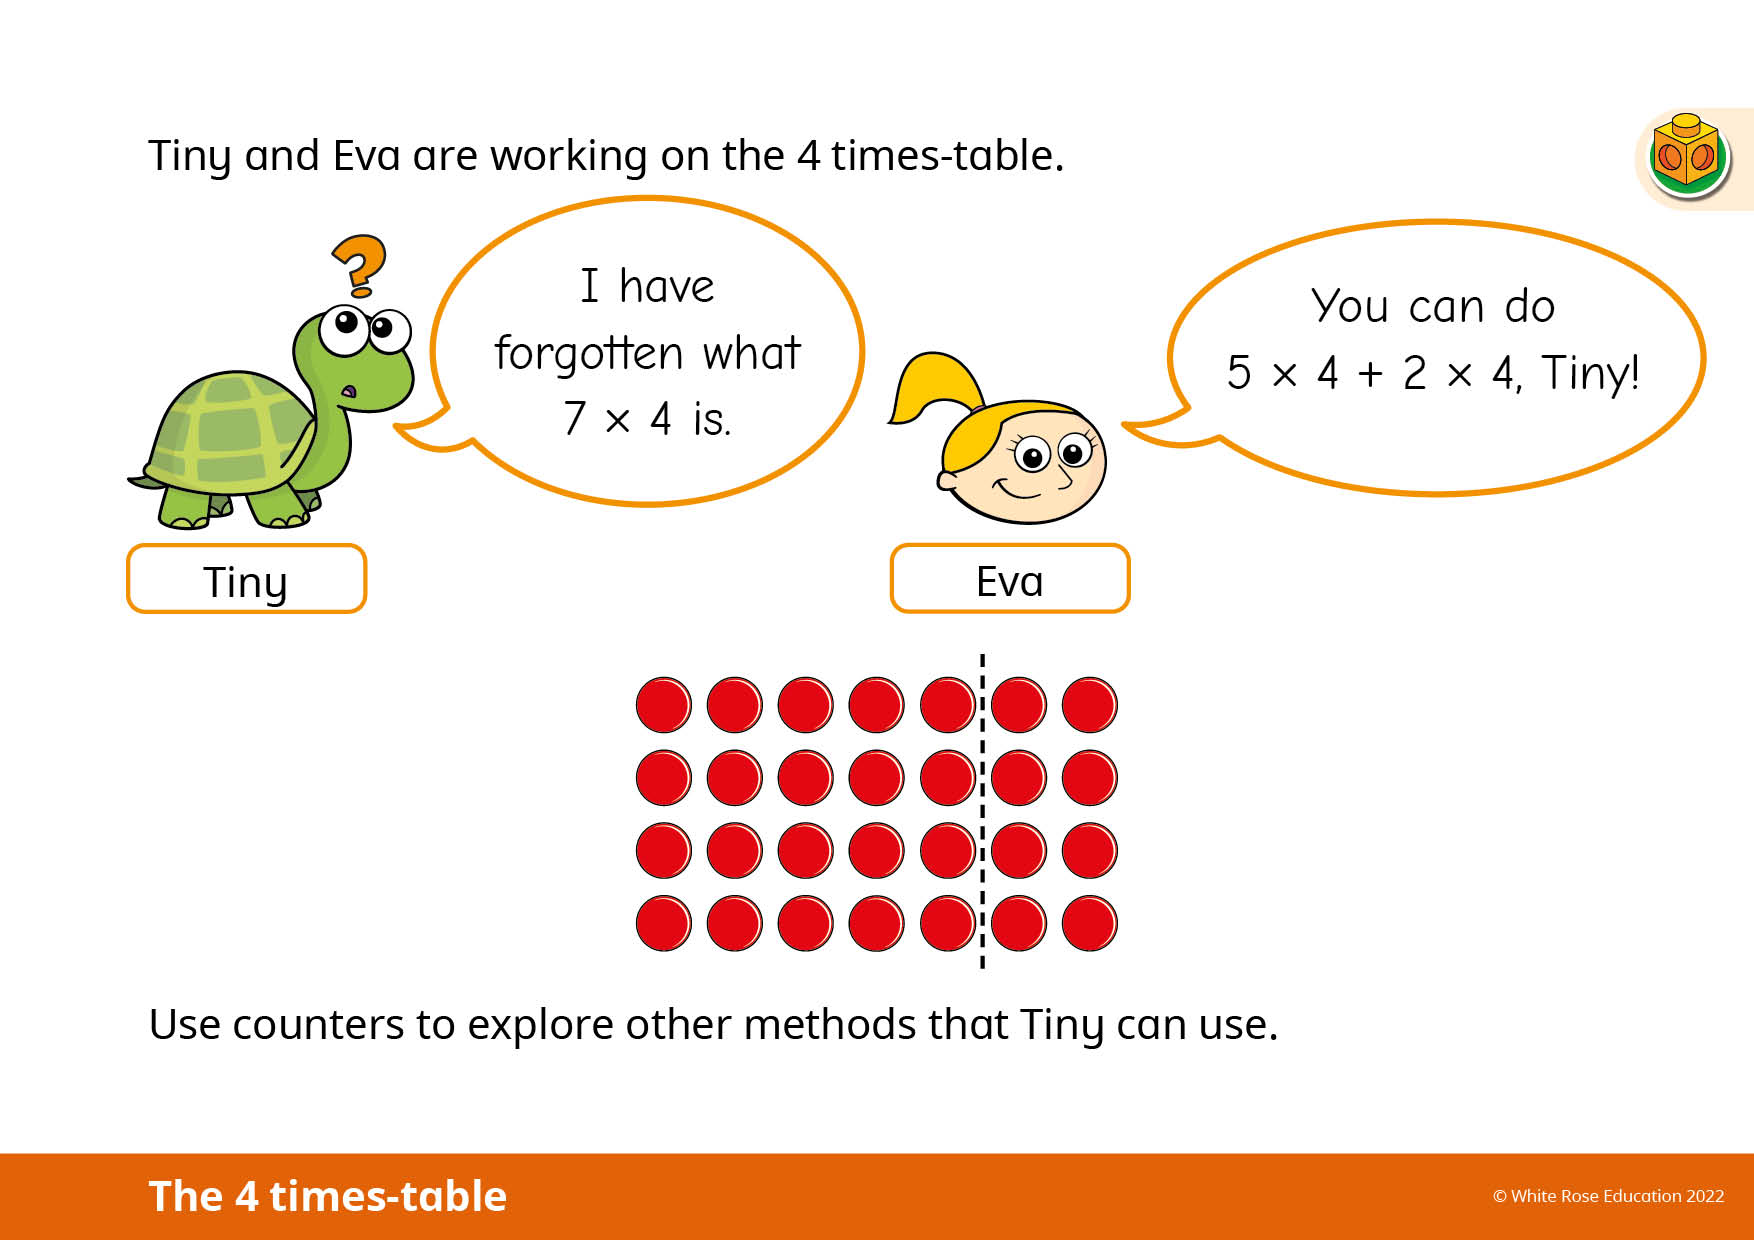 Tiny and Eva are working on the 4 times-table.
?
I have
forgotten what
7 × 4 is.
You can do
5 × 4 + 2 × 4, Tiny!
Tiny
Eva
Use counters to explore other methods that Tiny can use.
The 4 times-table
© White Rose Education 2022